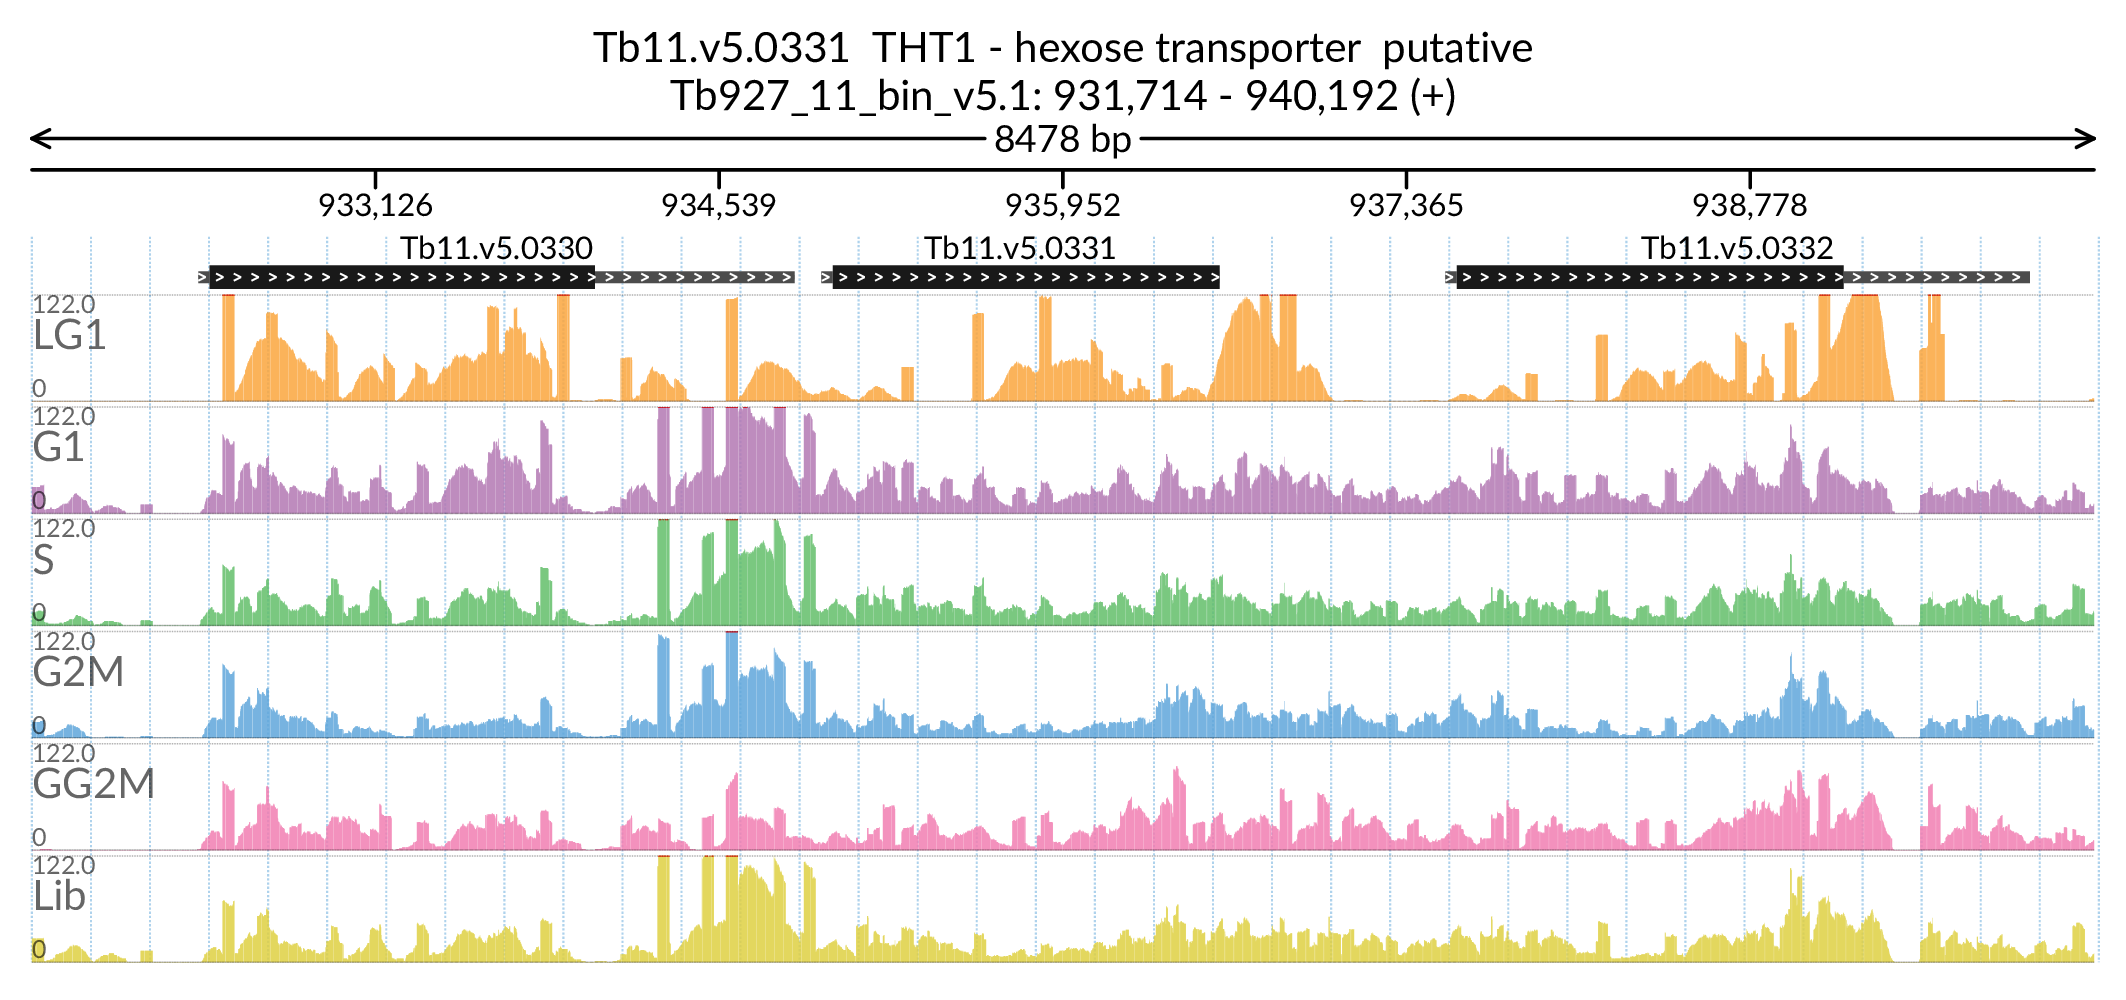 Tb11.v5.0331 THT1 - hexose transporter putative
Tb927_11_bin_v5.1: 931,714 - 940,192 (+)
8478 bp
933,126 934,539 935,952 937,365 938,778
Tb11.v5.0330 Tb11.v5.0331 Tb11.v5.0332
122.0
LG1
0
122.0
G1
0
122.0
S
0
122.0
G2M
0
122.0
GG2M
0
122.0
Lib
0